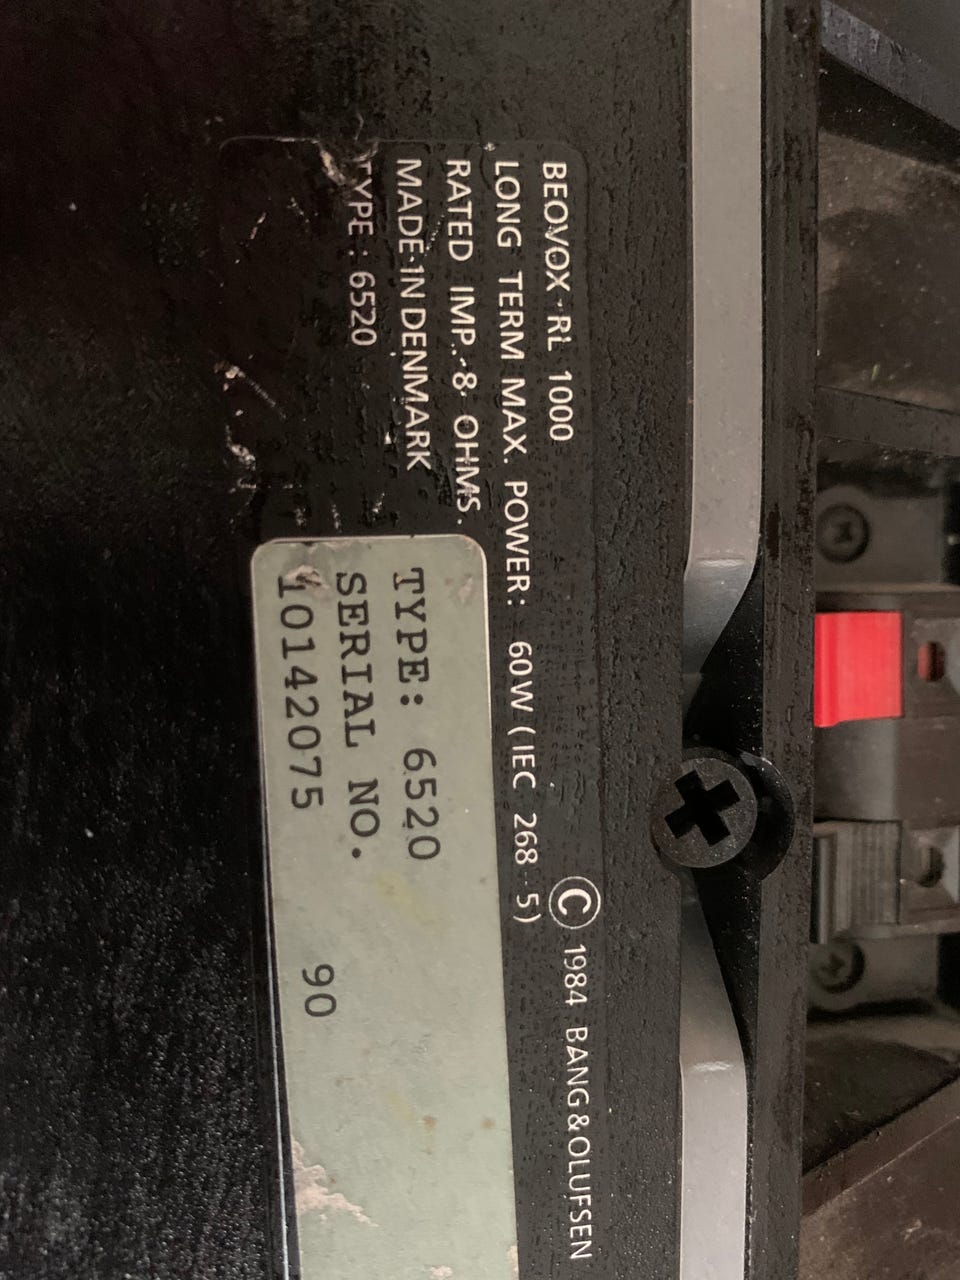 BEOVOX RL 1000 © 1984 BANG & OLUFSEN
LONG TERM MAX. POWER: 60W (IEC 268-5)
RATED IMP. 8 OHMS.
MADE IN DENMARK
TYPE: 6520
TYPE: 6520
SERIAL NO.
10142075 90